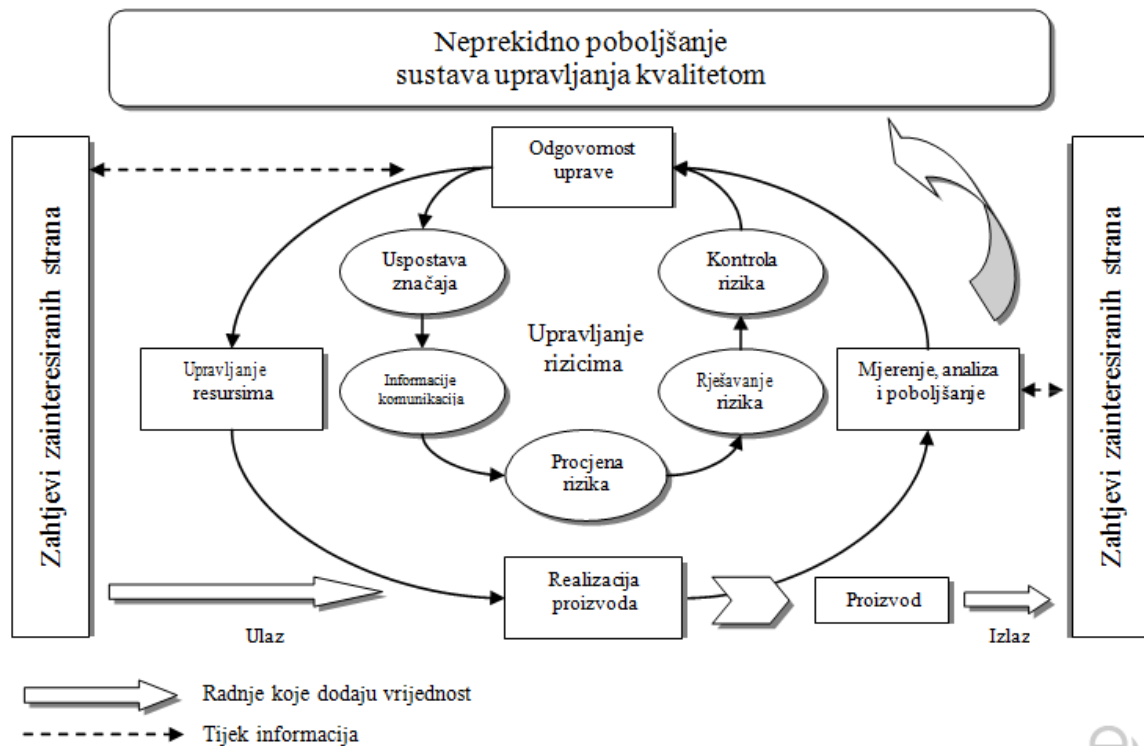 Neprekidno poboljšanje
sustava upravljanja kvalitetom
Zahtjevi zainteresiranih strana
Odgovornost
uprave
Uspostava
značaja
Kontrola
rizika
Upravljanje
rizicima
Upravljanje
resursima
Informacije
komunikacija
Rješavanje
rizika
Mjerenje, analiza
i poboljšanje
Procjena
rizika
Realizacija
proizvoda
Proizvod
Ulaz
Izlaz
Zahtjevi zainteresiranih strana
Radnje koje dodaju vrijednost
Tijek informacija